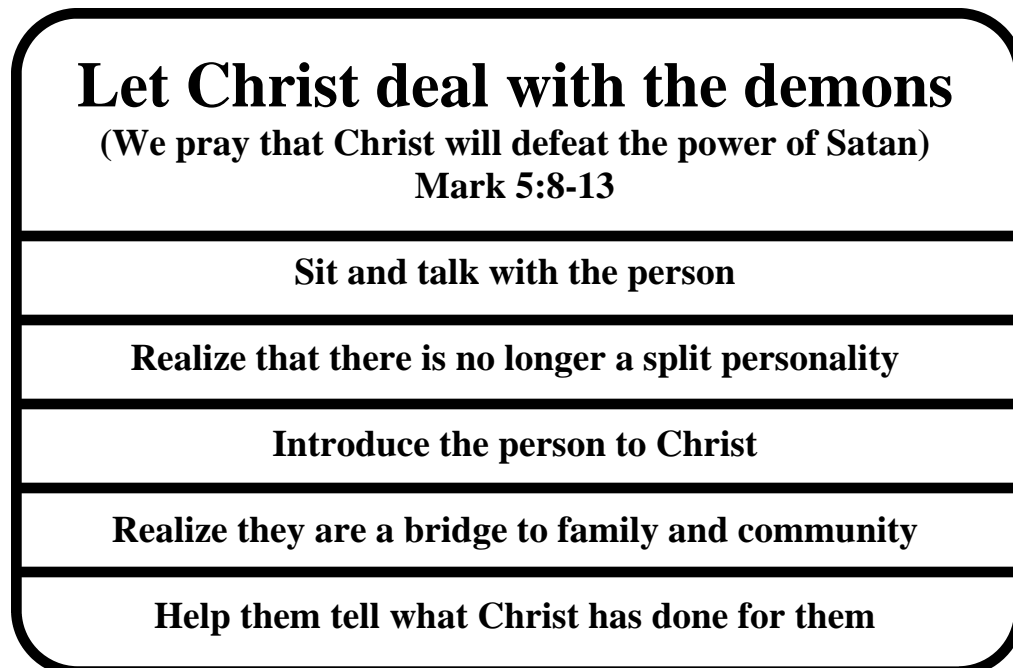 Let Christ deal with the demons
(We pray that Christ will defeat the power of Satan)
Mark 5:8-13
Sit and talk with the person
Realize that there is no longer a split personality
Introduce the person to Christ
Realize they are a bridge to family and community
Help them tell what Christ has done for them